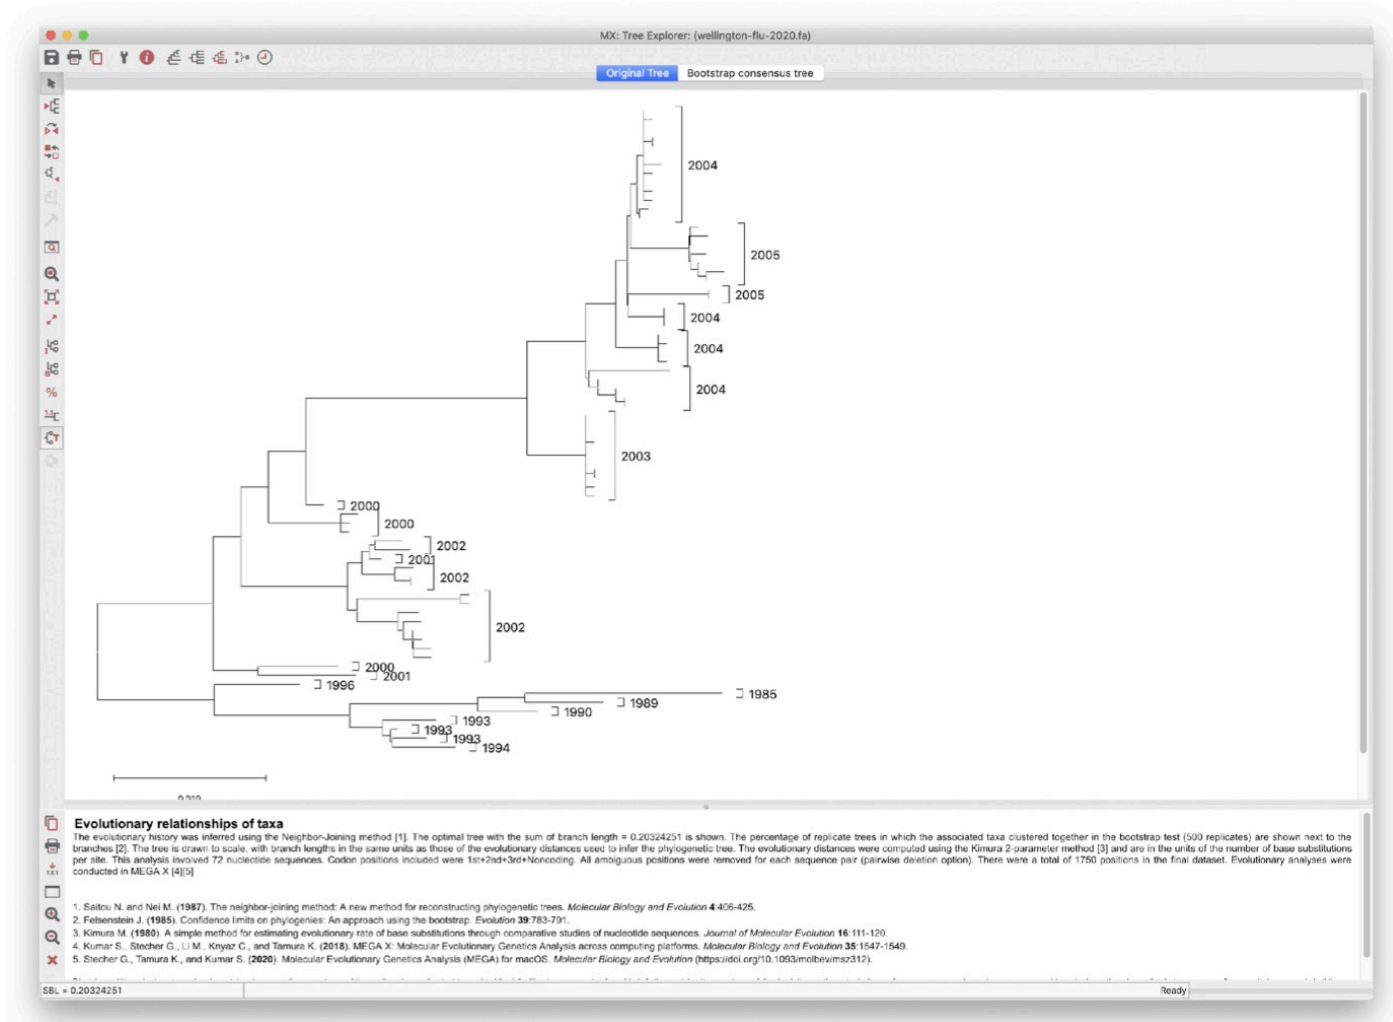 MX: Tree Explorer: (wellington-flu-2020.fa)
Original Tree
Bootstrap consensus tree
2004
2005
2005
2004
2004
2004
2003
2000
2000
2002
2001
2002
2002
2000
2001
1996
1985
1989
1990
1993
1993
1993
1994
Evolutionary relationships of taxa
The evolutionary history was inferred using the Neighbor-Joining method [1]. The optimal tree with the sum of branch length = 0.20324251 is shown. The percentage of replicate trees in which the associated taxa clustered together in the bootstrap test (500 replicates) are shown next to the
branches [2]. The tree is drawn to scale, with branch lengths in the same units as those of the evolutionary distances used to infer the phylogenetic tree. The evolutionary distances were computed using the Kimura 2-parameter method [3] and are in the units of the number of base substitutions
per site. This analysis involved 72 nucleotide sequences. Codon positions included were 1st+2nd+3rd+Noncoding. All ambiguous positions were removed for each sequence pair (pairwise deletion option). There were a total of 1750 positions in the final dataset. Evolutionary analyses were
conducted in MEGA X [4][5]
1. Saitou N. and Nei M. (1987). The neighbor-joining method: A new method for reconstructing phylogenetic trees. Molecular Biology and Evolution 4:406-425.
2. Felsenstein J. (1985). Confidence limits on phylogenies: An approach using the bootstrap. Evolution 39:783-791.
3. Kimura M. (1980). A simple method for estimating evolutionary rate of base substitutions through comparative studies of nucleotide sequences. Journal of Molecular Evolution 16:111-120.
4. Kumar S., Stecher G., Li M., Knyaz C., and Tamura K. (2018). MEGA X: Molecular Evolutionary Genetics Analysis across computing platforms. Molecular Biology and Evolution 35:1547-1549.
5. Stecher G., Tamura K., and Kumar S. (2020). Molecular Evolutionary Genetics Analysis (MEGA) for macOS. Molecular Biology and Evolution (https://doi.org/10.1093/molbev/msz312).
SBL = 0.20324251
Ready